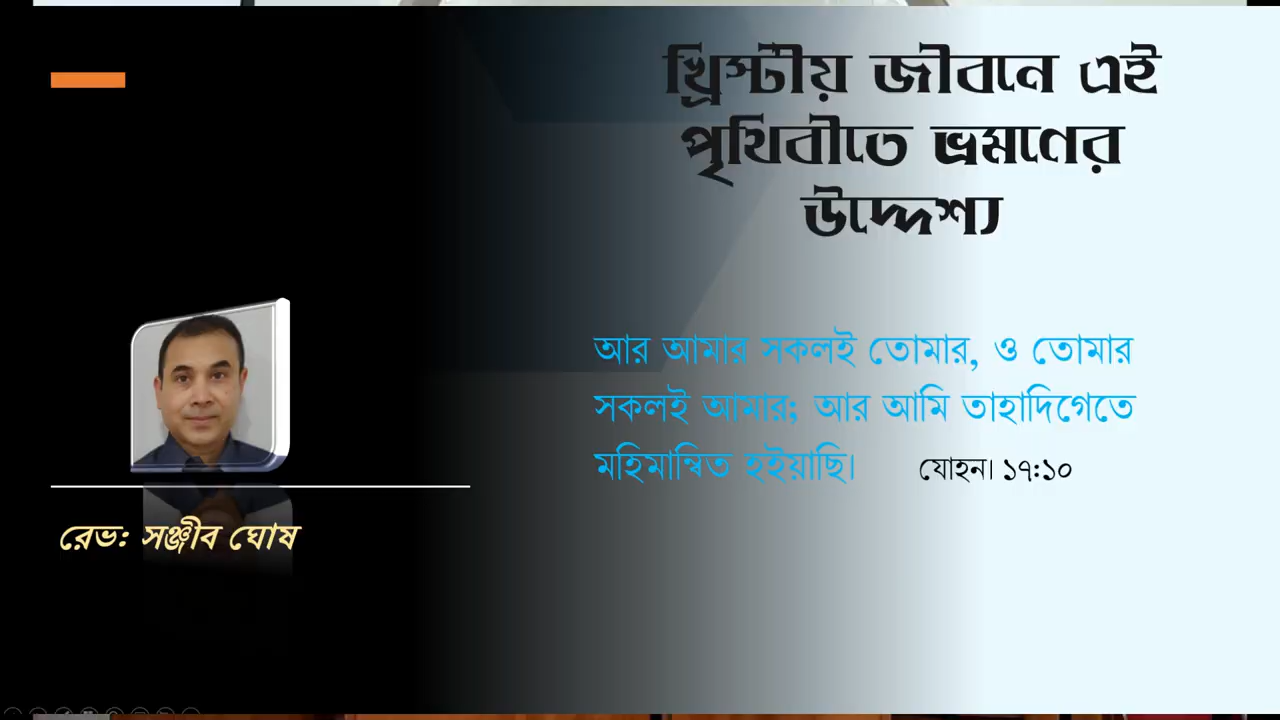 খ্রিস্টীয় জীবনে এই
পৃথিবীতে ভ্রমণের
উদ্দেশ্য
আর আমার সকলই তোমার, ও তোমার
সকলই আমার; আর আমি তাহাদিগেতে
মহিমান্বিত হইয়াছি। যোহন। ১৭:১০
রেভ: সঞ্জীব ঘোষ